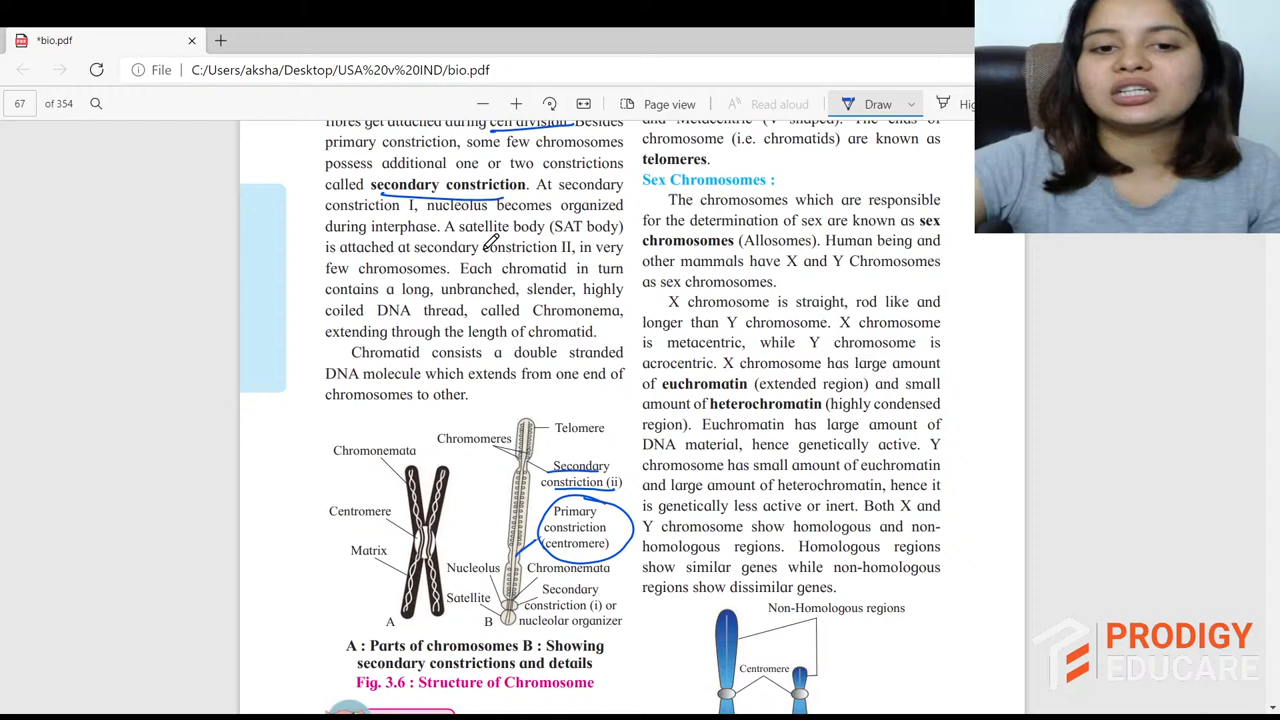 *bio.pdf
File
C:/Users/aksha/Desktop/USA%20v%20IND/bio.pdf
67
of 354
Page view
Read aloud
Draw
fibres get attached during cell division. Besides
primary constriction, some few chromosomes
possess additional one or two constrictions
called secondary constriction. At secondary
constriction I, nucleolus becomes organized
during interphase. A satellite body (SAT body)
is attached at secondary constriction II, in very
few chromosomes. Each chromatid in turn
contains a long, unbranched, slender, highly
coiled DNA thread, called Chromonema,
extending through the length of chromatid.
Chromatid consists a double stranded
DNA molecule which extends from one end of
chromosomes to other.
Chromonemata
Centromere
Matrix
A
Chromomeres
Telomere
Secondary
constriction (ii)
Primary
constriction
(centromere)
Nucleolus
Chromonemata
Satellite
Secondary
constriction (i) or
nucleolar organizer
B
A : Parts of chromosomes B : Showing
secondary constrictions and details
Fig. 3.6 : Structure of Chromosome
and Metacentric (V shaped). The ends of
chromosome (i.e. chromatids) are known as
telomeres.
Sex Chromosomes :
The chromosomes which are responsible
for the determination of sex are known as sex
chromosomes (Allosomes). Human being and
other mammals have X and Y Chromosomes
as sex chromosomes.
X chromosome is straight, rod like and
longer than Y chromosome. X chromosome
is metacentric, while Y chromosome is
acrocentric. X chromosome has large amount
of euchromatin (extended region) and small
amount of heterochromatin (highly condensed
region). Euchromatin has large amount of
DNA material, hence genetically active. Y
chromosome has small amount of euchromatin
and large amount of heterochromatin, hence it
is genetically less active or inert. Both X and
Y chromosome show homologous and non-
homologous regions. Homologous regions
show similar genes while non-homologous
regions show dissimilar genes.
Non-Homologous regions
Centromere
PRODIGY
EDUCARE